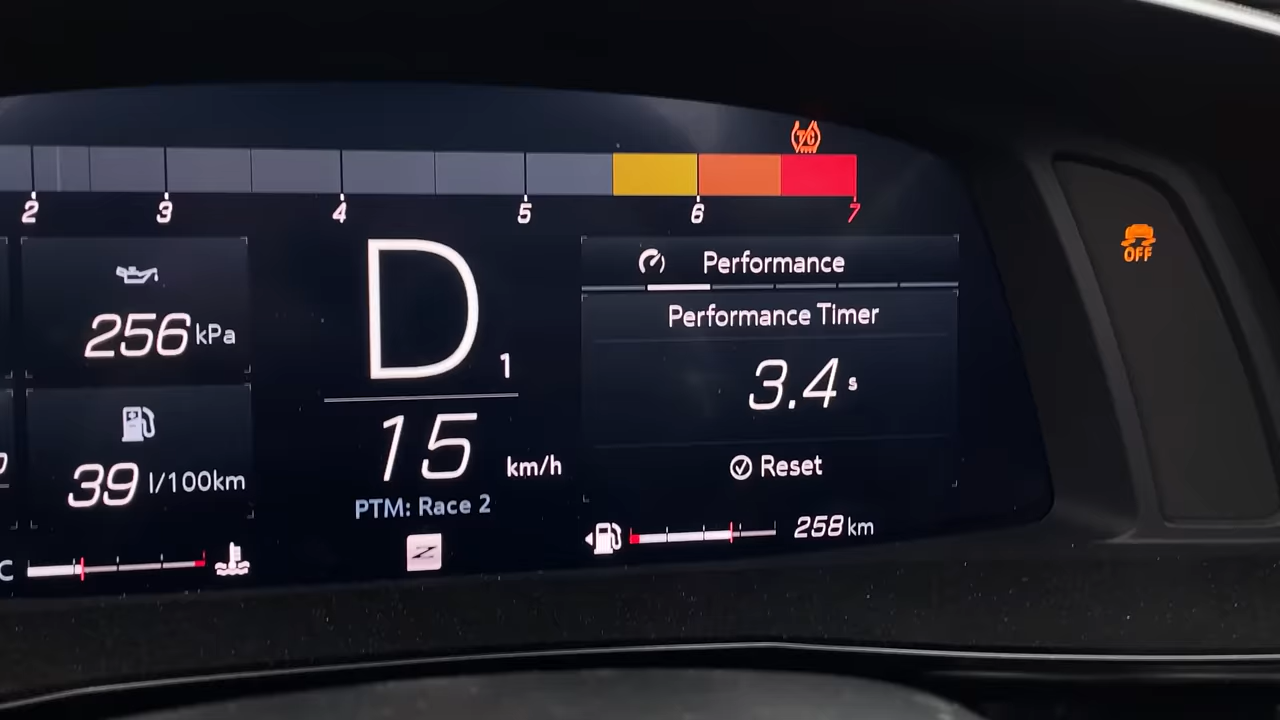 TC
2 3 4 5 6 7
OFF
Performance
256 kPa
D 1
Performance Timer
3.4 s
39 l/100km
15 km/h
Reset
PTM: Race 2
258 km
C
Z